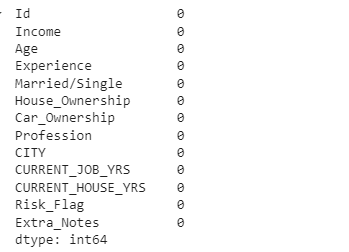 Id 0
Income 0
Age 0
Experience 0
Married/Single 0
House_Ownership 0
Car_Ownership 0
Profession 0
CITY 0
CURRENT_JOB_YRS 0
CURRENT_HOUSE_YRS 0
Risk_Flag 0
Extra_Notes 0
dtype: int64